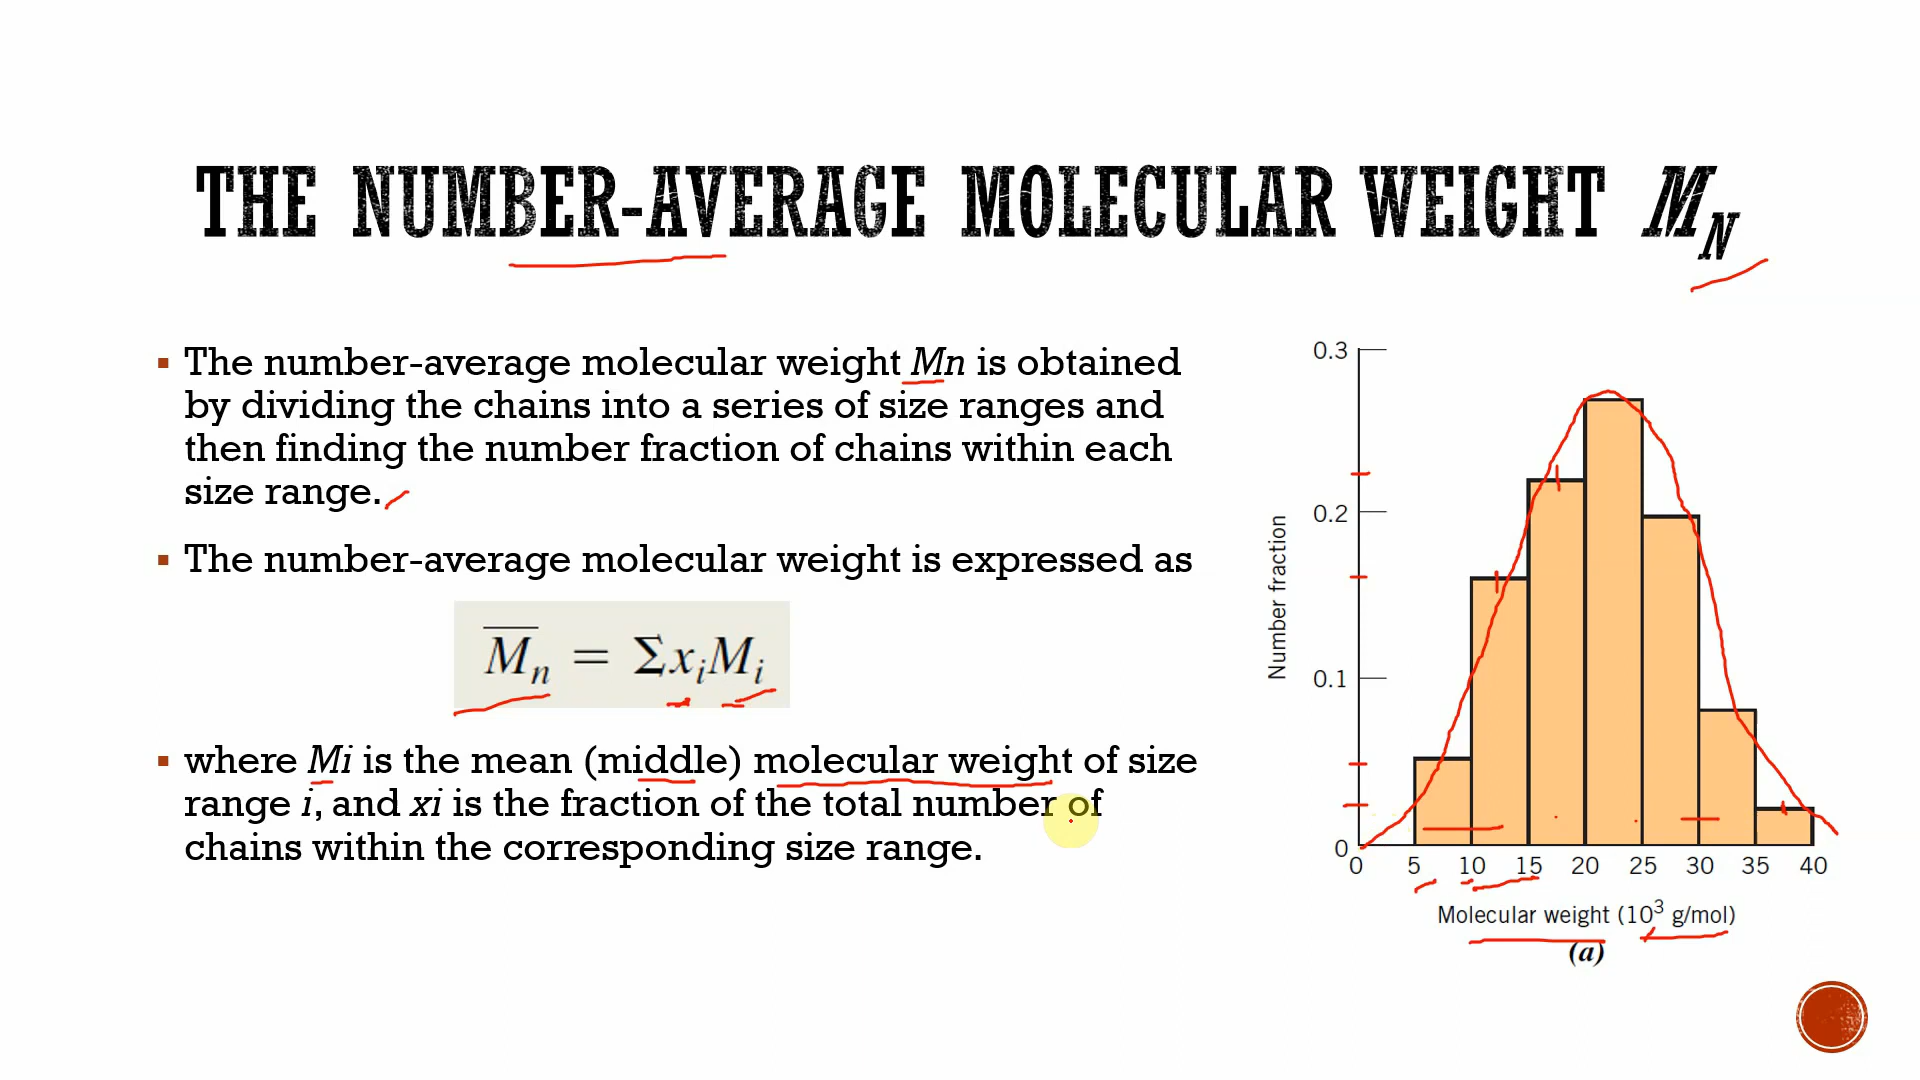 THE NUMBER-AVERAGE MOLECULAR WEIGHT MN
▪ The number-average molecular weight Mn is obtained
by dividing the chains into a series of size ranges and
then finding the number fraction of chains within each
size range.
▪ The number-average molecular weight is expressed as
M̅n = ΣxiMi
▪ where Mi is the mean (middle) molecular weight of size
range i, and xi is the fraction of the total number of
chains within the corresponding size range.
0.3
0.2
0.1
0
Number fraction
0 5 10 15 20 25 30 35 40
Molecular weight (10³ g/mol)
(a)